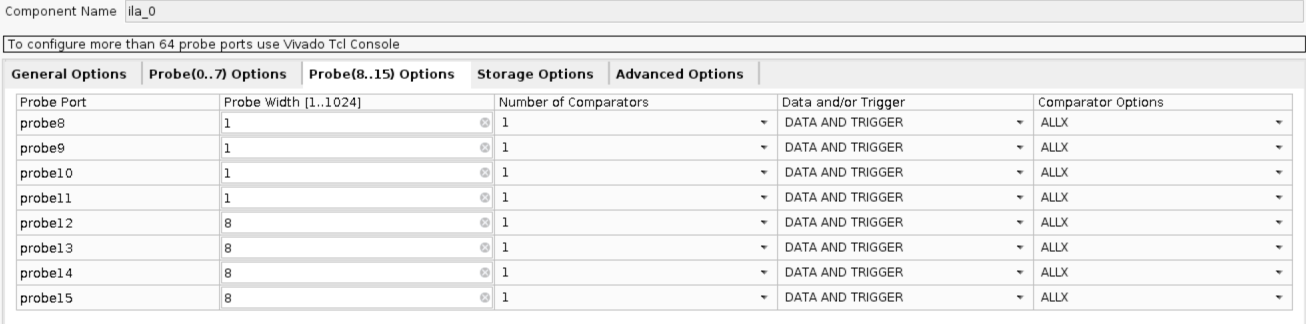 Component Name ila_0
To configure more than 64 probe ports use Vivado Tcl Console
General Options Probe(0..7) Options Probe(8..15) Options Storage Options Advanced Options
Probe Port Probe Width [1..1024] Number of Comparators Data and/or Trigger Comparator Options
probe8 1 1 DATA AND TRIGGER ALLX
probe9 1 1 DATA AND TRIGGER ALLX
probe10 1 1 DATA AND TRIGGER ALLX
probe11 1 1 DATA AND TRIGGER ALLX
probe12 8 1 DATA AND TRIGGER ALLX
probe13 8 1 DATA AND TRIGGER ALLX
probe14 8 1 DATA AND TRIGGER ALLX
probe15 8 1 DATA AND TRIGGER ALLX